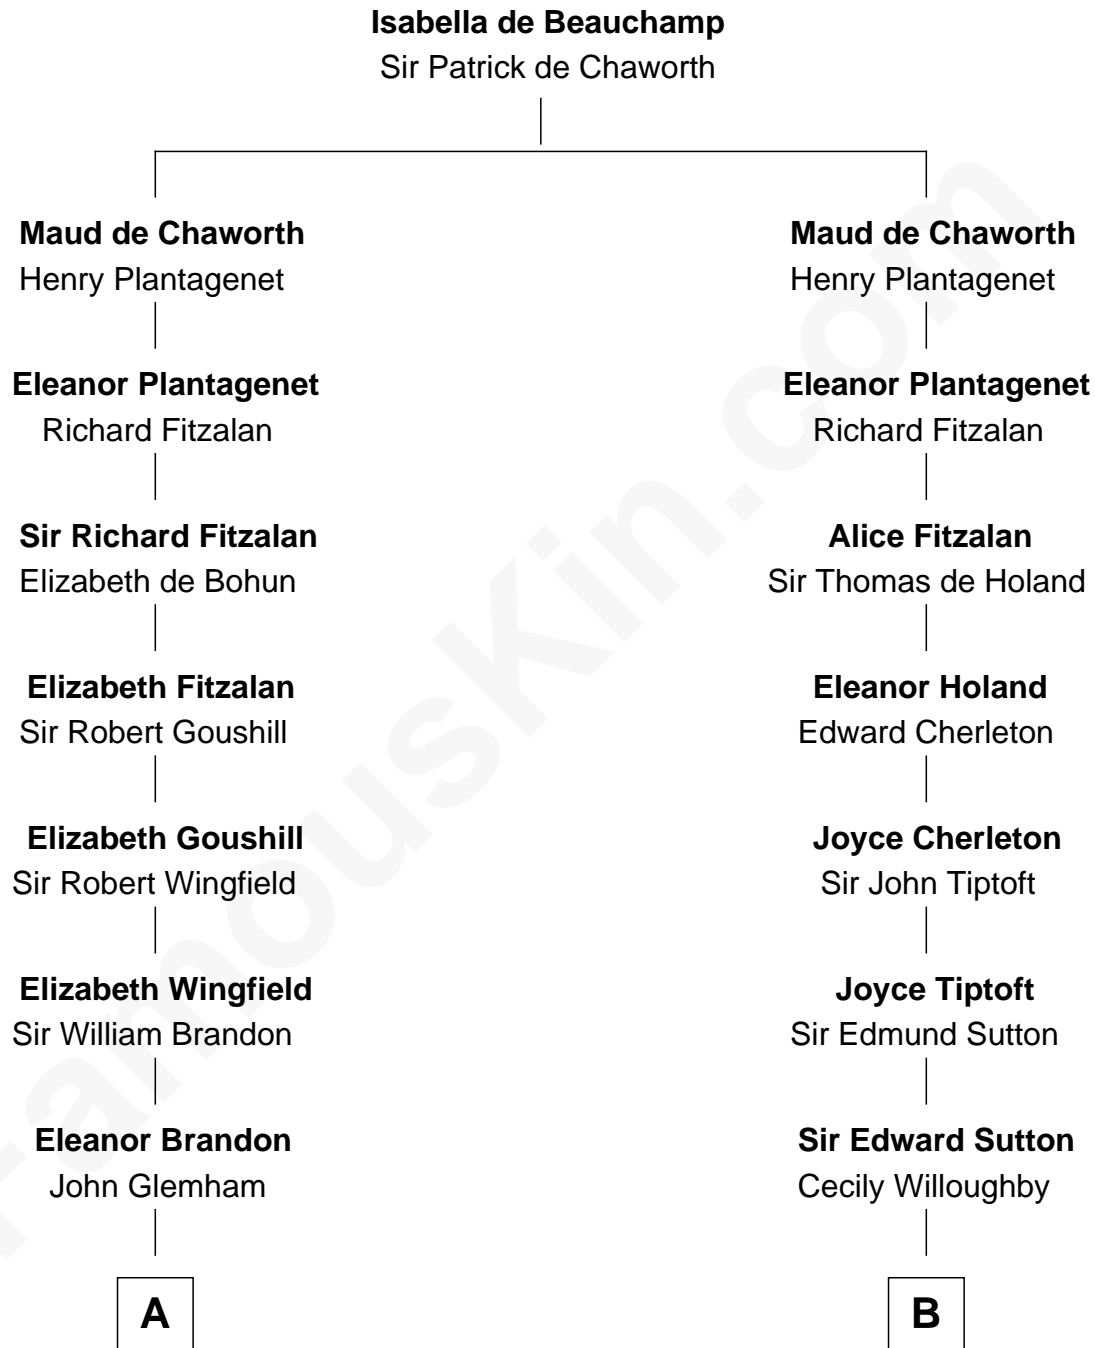 Isabella de Beauchamp
Sir Patrick de Chaworth
Maud de Chaworth
Henry Plantagenet
Eleanor Plantagenet
Richard Fitzalan
Sir Richard Fitzalan
Elizabeth de Bohun
Elizabeth Fitzalan
Sir Robert Goushill
Elizabeth Goushill
Sir Robert Wingfield
Elizabeth Wingfield
Sir William Brandon
Eleanor Brandon
John Glemham
A
Maud de Chaworth
Henry Plantagenet
Eleanor Plantagenet
Richard Fitzalan
Alice Fitzalan
Sir Thomas de Holand
Eleanor Holand
Edward Cherleton
Joyce Cherleton
Sir John Tiptoft
Joyce Tiptoft
Sir Edmund Sutton
Sir Edward Sutton
Cecily Willoughby
B
FamousKin.com